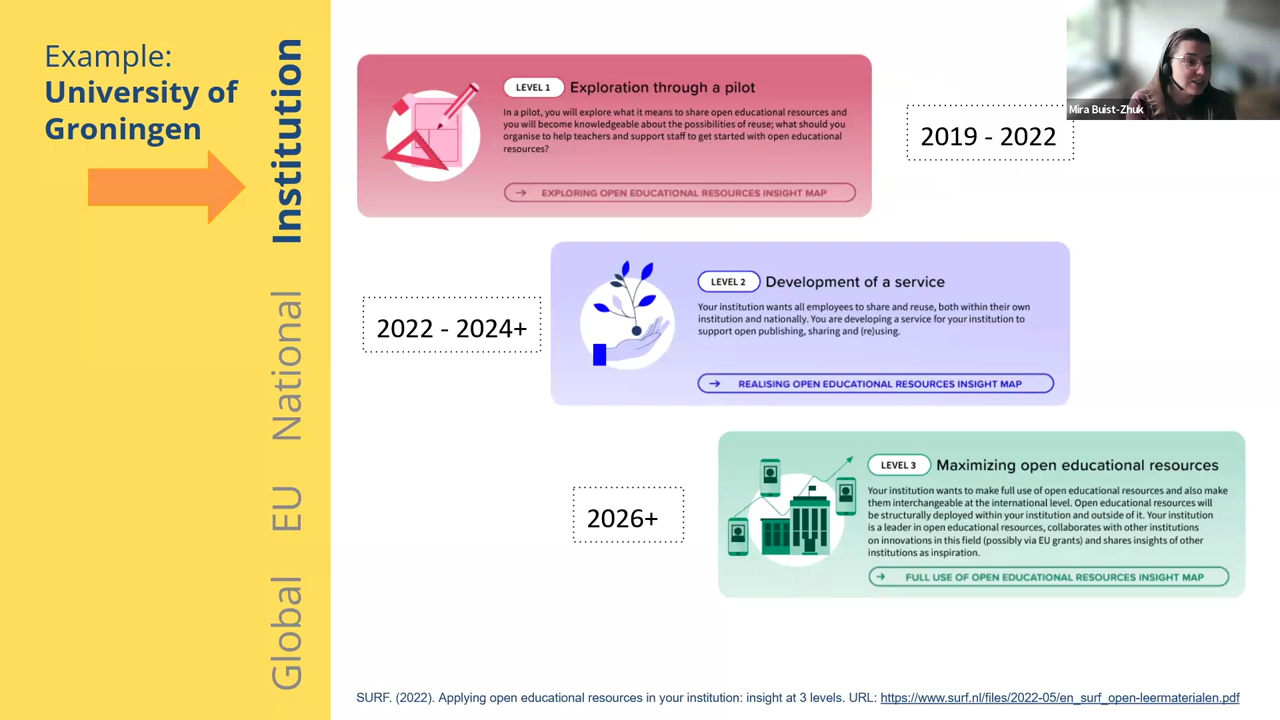 Example:
University of
Groningen
Institution
National
EU
Global
LEVEL 1 Exploration through a pilot
In a pilot, you will explore what it means to share open educational resources and
you will become knowledgeable about the possibilities of reuse; what should you
organise to help teachers and support staff to get started with open educational
resources?
→ EXPLORING OPEN EDUCATIONAL RESOURCES INSIGHT MAP
2019 - 2022
Mira Buist-Zhuk
2022 - 2024+
LEVEL 2 Development of a service
Your institution wants all employees to share and reuse, both within their own
institution and nationally. You are developing a service for your institution to
support open publishing, sharing and (re)using.
→ REALISING OPEN EDUCATIONAL RESOURCES INSIGHT MAP
2026+
LEVEL 3 Maximizing open educational resources
Your institution wants to make full use of open educational resources and also make
them interchangeable at the international level. Open educational resources will
be structurally deployed within your institution and outside of it. Your institution
is a leader in open educational resources, collaborates with other institutions
on innovations in this field (possibly via EU grants) and shares insights of other
institutions as inspiration.
→ FULL USE OF OPEN EDUCATIONAL RESOURCES INSIGHT MAP
SURF. (2022). Applying open educational resources in your institution: insight at 3 levels. URL: https://www.surf.nl/files/2022-05/en_surf_open-leermaterialen.pdf